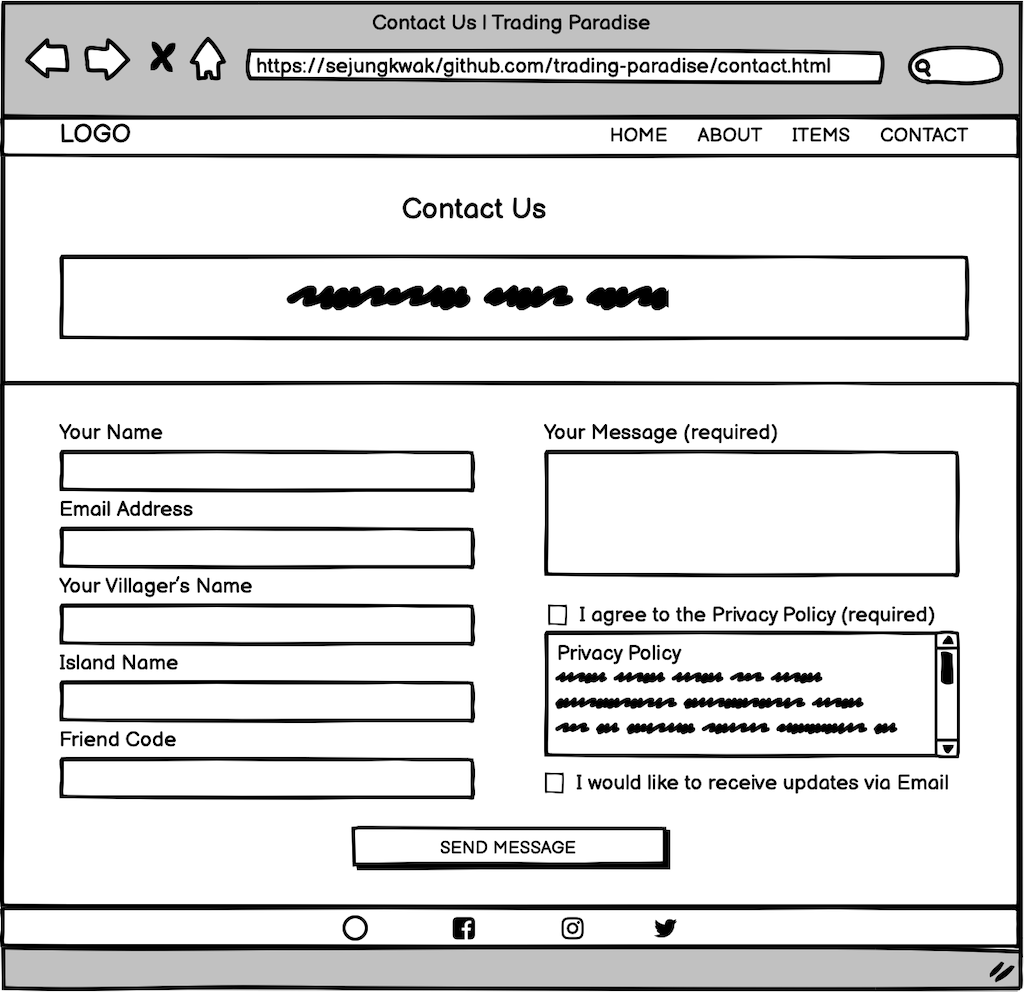 Contact Us | Trading Paradise
https://sejungkwak/github.com/trading-paradise/contact.html
LOGO HOME ABOUT ITEMS CONTACT
Contact Us
Your Name
Email Address
Your Villager's Name
Island Name
Friend Code
Your Message (required)
I agree to the Privacy Policy (required)
Privacy Policy
I would like to receive updates via Email
SEND MESSAGE